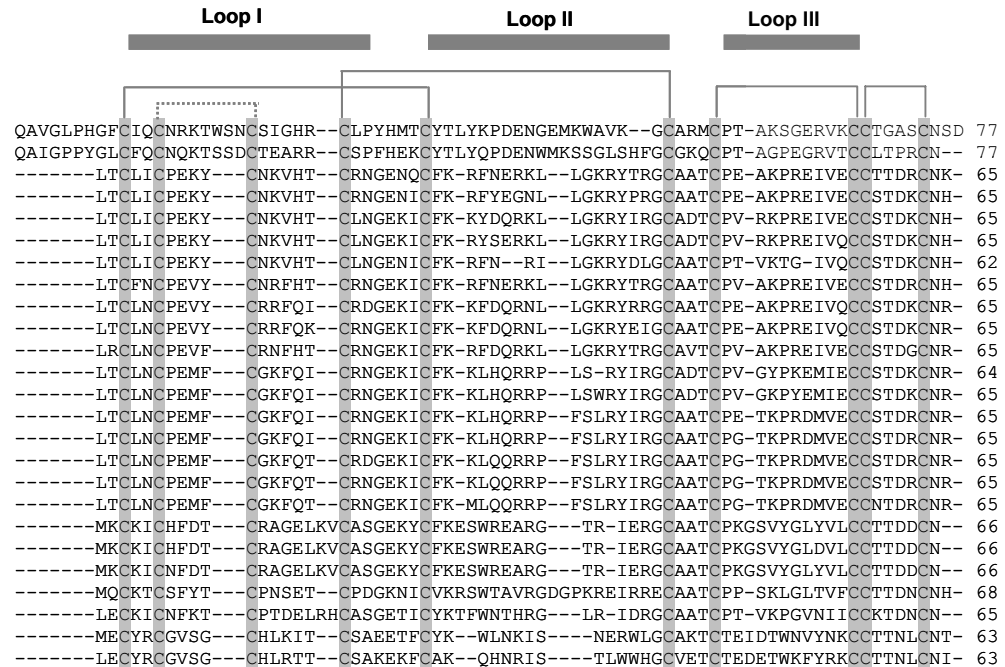 Loop I Loop II Loop III
QAVGLPHGFCIQCNRKTWSNCSIGHR--CLPYHMTCYTLYKPDENGEMKWAVK--GCARMCPT-AKSGERVKCCTGASCNSD 77
QAIGPPYGLCFQCNQKTSSDCTEARR--CSPFHEKCYTLYQPDENWMKSSGLSHFGCGKQCPT-AGPEGRVTCCLTPRCN-- 77
-------LTCLICPEKY---CNKVHT--CRNGENQCFK-RFNERKL--LGKRYTRGCAATCPE-AKPREIVECCTTDRCNK- 65
-------LTCLICPEKY---CNKVHT--CRNGENICFK-RFYEGNL--LGKRYPRGCAATCPE-AKPREIVECCSTDKCNH- 65
-------LTCLICPEKY---CNKVHT--CLNGENICFK-KYDQRKL--LGKRYIRGCADTCPV-RKPREIVECCSTDKCNH- 65
-------LTCLICPEKY---CNKVHT--CLNGEKICFK-RYSERKL--LGKRYIRGCADTCPV-RKPREIVQCCSTDKCNH- 65
-------LTCLICPEKY---CNKVHT--CLNGENICFK-RFN--RI--LGKRYDLGCAATCPT-VKTG-IVQCCSTDKCNH- 62
-------LTCFNCPEVY---CNRFHT--CRNGEKICFK-RFNERKL--LGKRYTRGCAATCPV-AKPREIVECCSTDRCNH- 65
-------LTCLNCPEVY---CRRFQI--CRDGEKICFK-KFDQRNL--LGKRYRRGCAATCPE-AKPREIVQCCSTDKCNR- 65
-------LTCLNCPEVY---CRRFQK--CRNGEKICFK-KFDQRNL--LGKRYEIGCAATCPE-AKPREIVQCCSTDKCNR- 65
-------LRCLNCPEVF---CRNFHT--CRNGEKICFK-RFDQRKL--LGKRYTRGCAVTCPV-AKPREIVECCSTDGCNR- 65
-------LTCLNCPEMF---CGKFQI--CRNGEKICFK-KLHQRRP--LS-RYIRGCADTCPV-GYPKEMIECCSTDKCNR- 64
-------LTCLNCPEMF---CGKFQI--CRNGEKICFK-KLHQRRP--LSWRYIRGCADTCPV-GKPYEMIECCSTDKCNR- 65
-------LTCLNCPEMF---CGKFQI--CRNGEKICFK-KLHQRRP--FSLRYIRGCAATCPE-TKPRDMVECCSTDRCNR- 65
-------LTCLNCPEMF---CGKFQI--CRNGEKICFK-KLHQRRP--FSLRYIRGCAATCPG-TKPRDMVECCSTDRCNR- 65
-------LTCLNCPEMF---CGKFQT--CRDGEKICFK-KLQQRRP--FSLRYIRGCAATCPG-TKPRDMVECCSTDRCNR- 65
-------LTCLNCPEMF---CGKFQT--CRNGEKICFK-KLQQRRP--FSLRYIRGCAATCPG-TKPRDMVECCSTDRCNR- 65
-------LTCLNCPEMF---CGKFQT--CRNGEKICFK-MLQQRRP--FSLRYIRGCAATCPG-TKPRDMVECCSTDRCNR- 65
-------MKCKICHFDT---CRAGELKVCASGEKYCFKESWREARG---TR-IERGCAATCPKGSVYGLYVLCCTTDDCN-- 66
-------MKCKICHFDT---CRAGELKVCASGEKYCFKESWREARG---TR-IERGCAATCPKGSVYGLDVLCCTTDDCN-- 66
-------MKCKICNFDT---CRAGELKVCASGEKYCFKESWREARG---TR-IERGCAATCPKGSVYGLYVLCCTTDDCN-- 66
-------MQCKTCSFYT---CPNSET--CPDGKNICVKRSWTAVRGDGPKREIRRECAATCPP-SKLGLTVFCCTTDNCNH- 68
-------LECKICNFKT---CPTDELRHCASGETICYKTFWNTHRG---LR-IDRGCAATCPT-VKPGVNIICCKTDNCN-- 65
-------MECYRCGVSG---CHLKIT--CSAEETFCYK--WLNKIS----NERWLGCAKTCTEIDTWNVYNKCCTTNLCNT- 63
-------LECYRCGVSG---CHLRTT--CSAKEKFCAK--QHNRIS----TLWWHGCVETCTEDETWKFYRKCCTTNLCNI- 63